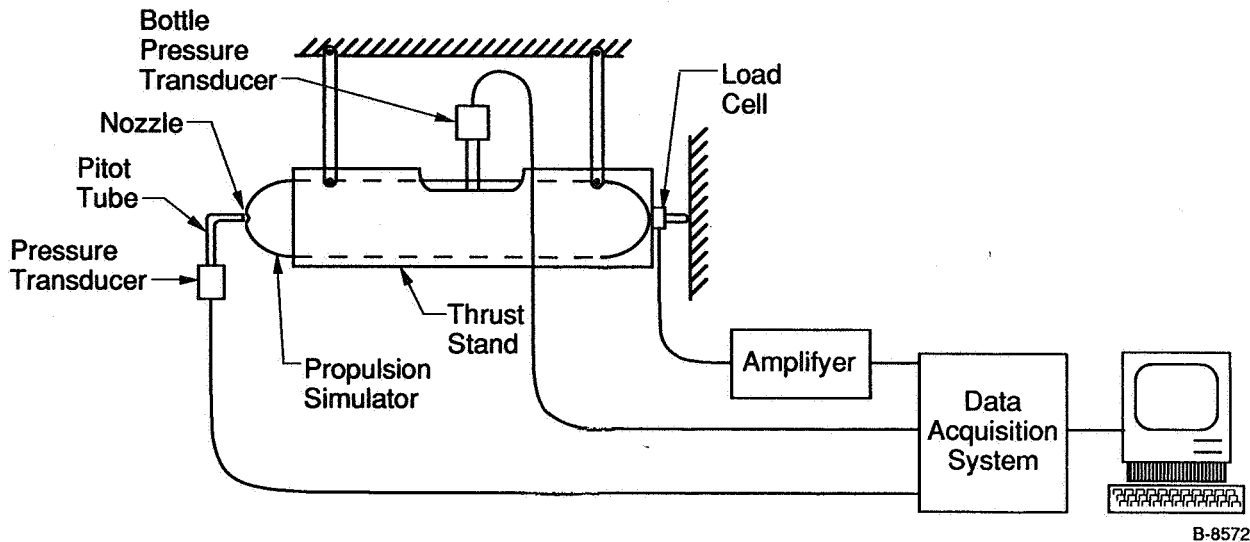 Bottle
Pressure
Transducer
Load
Cell
Nozzle
Pitot
Tube
Pressure
Transducer
Thrust
Stand
Propulsion
Simulator
Amplifyer
Data
Acquisition
System
B-8572